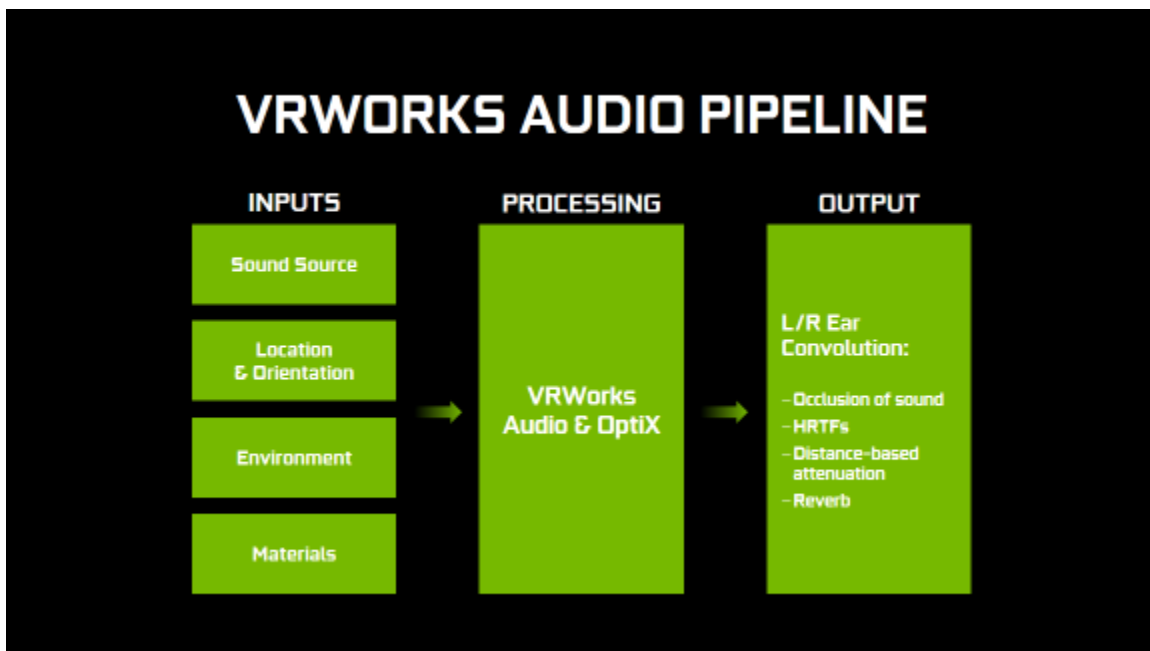 VRWORKS AUDIO PIPELINE
INPUTS
Sound Source
Location
& Orientation
Environment
Materials
PROCESSING
VRWorks
Audio & OptiX
OUTPUT
L/R Ear
Convolution:
– Occlusion of sound
– HRTFs
– Distance-based
attenuation
– Reverb